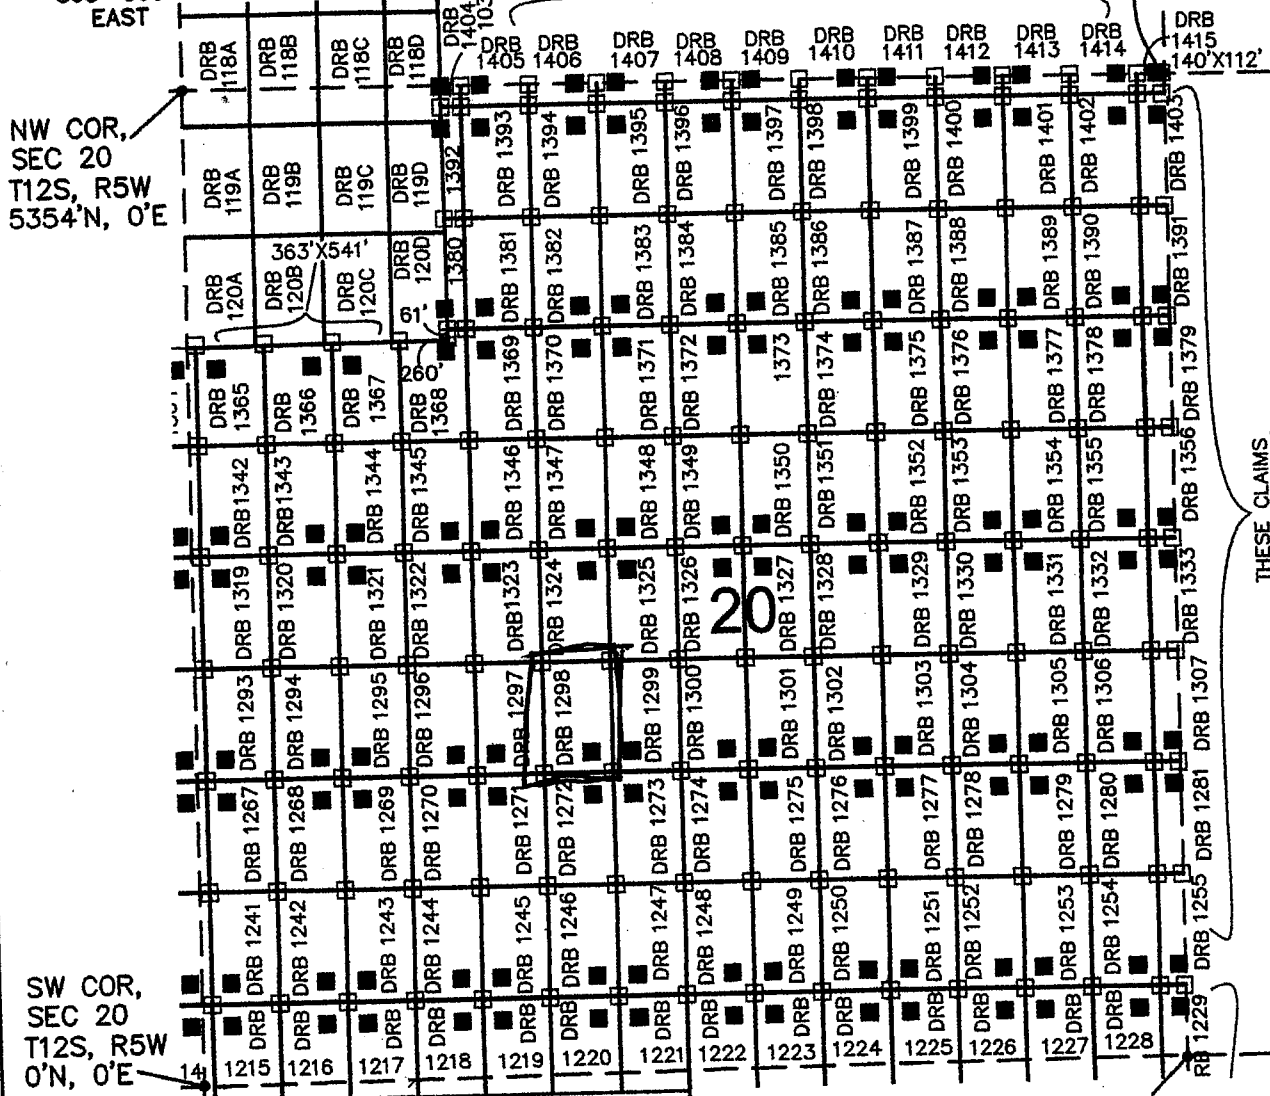 EAST
DRB 118A
DRB 118B
DRB 118C
DRB 118D
DRB 1404
DRB 1405
DRB 1406
DRB 1407
DRB 1408
DRB 1409
DRB 1410
DRB 1411
DRB 1412
DRB 1413
DRB 1414
DRB 1415
140'X112'
NW COR,
SEC 20
T12S, R5W
5354'N, 0'E
DRB 119A
DRB 119B
DRB 119C
DRB 119D
1392
DRB 1393
DRB 1394
DRB 1395
DRB 1396
DRB 1397
DRB 1398
DRB 1399
DRB 1400
DRB 1401
DRB 1402
DRB 1403
363'X541'
DRB 120A
DRB 120B
DRB 120C
DRB 120D
1380
DRB 1381
DRB 1382
DRB 1383
DRB 1384
DRB 1385
DRB 1386
DRB 1387
DRB 1388
DRB 1389
DRB 1390
DRB 1391
61'
260'
DRB 1365
DRB 1366
DRB 1367
DRB 1368
DRB 1369
DRB 1370
DRB 1371
DRB 1372
1373
DRB 1374
DRB 1375
DRB 1376
DRB 1377
DRB 1378
DRB 1379
DRB 1342
DRB 1343
DRB 1344
DRB 1345
DRB 1346
DRB 1347
DRB 1348
DRB 1349
DRB 1350
DRB 1351
DRB 1352
DRB 1353
DRB 1354
DRB 1355
DRB 1356
THESE CLAIMS
DRB 1319
DRB 1320
DRB 1321
DRB 1322
DRB 1323
DRB 1324
DRB 1325
DRB 1326
DRB 1327
DRB 1328
DRB 1329
DRB 1330
DRB 1331
DRB 1332
DRB 1333
20
DRB 1293
DRB 1294
DRB 1295
DRB 1296
DRB 1297
DRB 1298
DRB 1299
DRB 1300
DRB 1301
DRB 1302
DRB 1303
DRB 1304
DRB 1305
DRB 1306
DRB 1307
DRB 1267
DRB 1268
DRB 1269
DRB 1270
DRB 1271
DRB 1272
DRB 1273
DRB 1274
DRB 1275
DRB 1276
DRB 1277
DRB 1278
DRB 1279
DRB 1280
DRB 1281
DRB 1241
DRB 1242
DRB 1243
DRB 1244
DRB 1245
DRB 1246
DRB 1247
DRB 1248
DRB 1249
DRB 1250
DRB 1251
DRB 1252
DRB 1253
DRB 1254
DRB 1255
SW COR,
SEC 20
T12S, R5W
0'N, 0'E
14
DRB 1215
DRB 1216
DRB 1217
DRB 1218
DRB 1219
DRB 1220
DRB 1221
DRB 1222
DRB 1223
DRB 1224
DRB 1225
DRB 1226
DRB 1227
DRB 1228
RB 1229